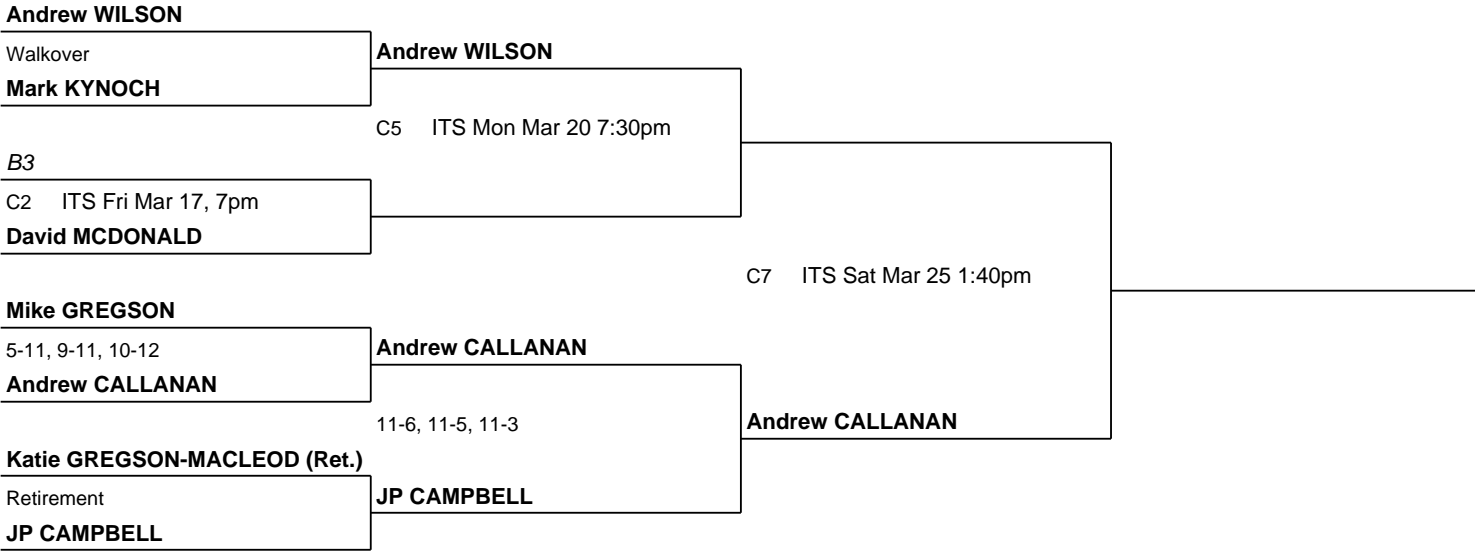 Andrew WILSON
Walkover
Andrew WILSON
Mark KYNOCH
C5 ITS Mon Mar 20 7:30pm
B3
C2 ITS Fri Mar 17, 7pm
David MCDONALD
C7 ITS Sat Mar 25 1:40pm
Mike GREGSON
5-11, 9-11, 10-12
Andrew CALLANAN
Andrew CALLANAN
11-6, 11-5, 11-3
Andrew CALLANAN
Katie GREGSON-MACLEOD (Ret.)
Retirement
JP CAMPBELL
JP CAMPBELL